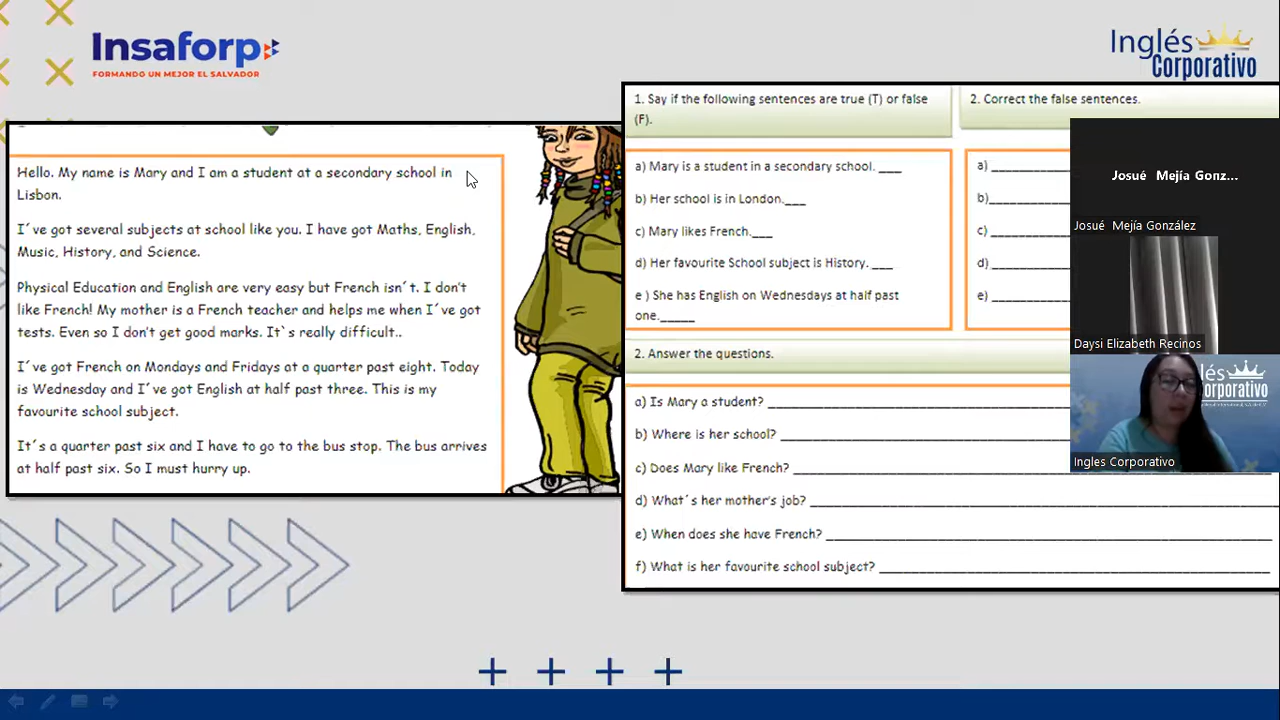 Insaforp
FORMANDO UN MEJOR EL SALVADOR
Inglés
Corporativo
Hello. My name is Mary and I am a student at a secondary school in
Lisbon.
I´ve got several subjects at school like you. I have got Maths, English,
Music, History, and Science.
Physical Education and English are very easy but French isn´t. I don't
like French! My mother is a French teacher and helps me when I´ve got
tests. Even so I don't get good marks. It`s really difficult..
I´ve got French on Mondays and Fridays at a quarter past eight. Today
is Wednesday and I´ve got English at half past three. This is my
favourite school subject.
It´s a quarter past six and I have to go to the bus stop. The bus arrives
at half past six. So I must hurry up.
1. Say if the following sentences are true (T) or false
(F).
a) Mary is a student in a secondary school. ____
b) Her school is in London.___
c) Mary likes French.___
d) Her favourite School subject is History. ___
e ) She has English on Wednesdays at half past
one._____
2. Correct the false sentences.
a)
b)
c)
d)
e)
2. Answer the questions.
a) Is Mary a student?
b) Where is her school?
c) Does Mary like French?
d) What´s her mother's job?
e) When does she have French?
f) What is her favourite school subject?
Josué Mejía Gonz...
Josué Mejía González
Daysi Elizabeth Recinos
lés
orporativo
Ingles Corporativo